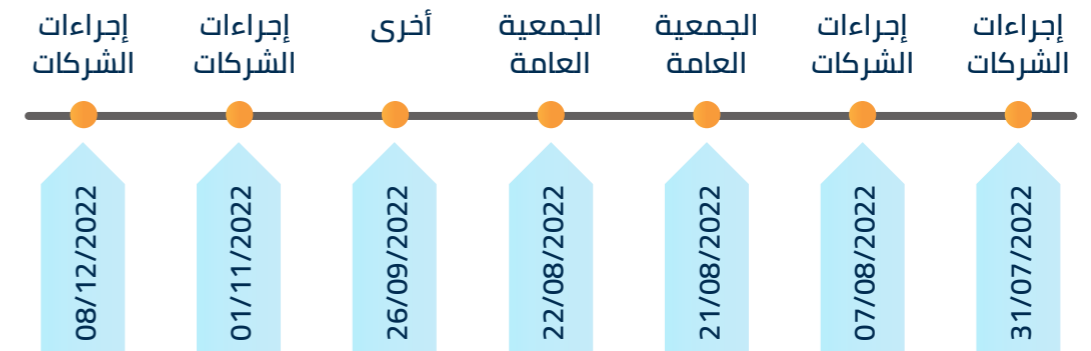 إجراءات
الشركات
31/07/2022
إجراءات
الشركات
07/08/2022
الجمعية
العامة
21/08/2022
الجمعية
العامة
22/08/2022
أخرى
26/09/2022
إجراءات
الشركات
01/11/2022
إجراءات
الشركات
08/12/2022